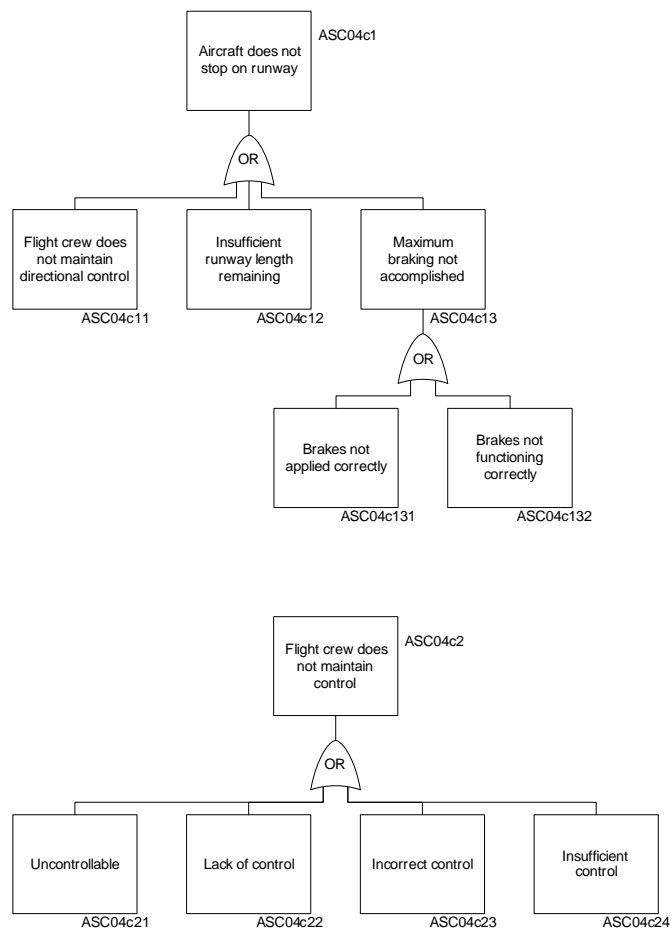 ASC04c1
Aircraft does not
stop on runway
OR
Flight crew does
not maintain
directional control
ASC04c11
Insufficient
runway length
remaining
ASC04c12
Maximum
braking not
accomplished
ASC04c13
OR
Brakes not
applied correctly
ASC04c131
Brakes not
functioning
correctly
ASC04c132
Flight crew does
not maintain
control
ASC04c2
OR
Uncontrollable
ASC04c21
Lack of control
ASC04c22
Incorrect control
ASC04c23
Insufficient
control
ASC04c24